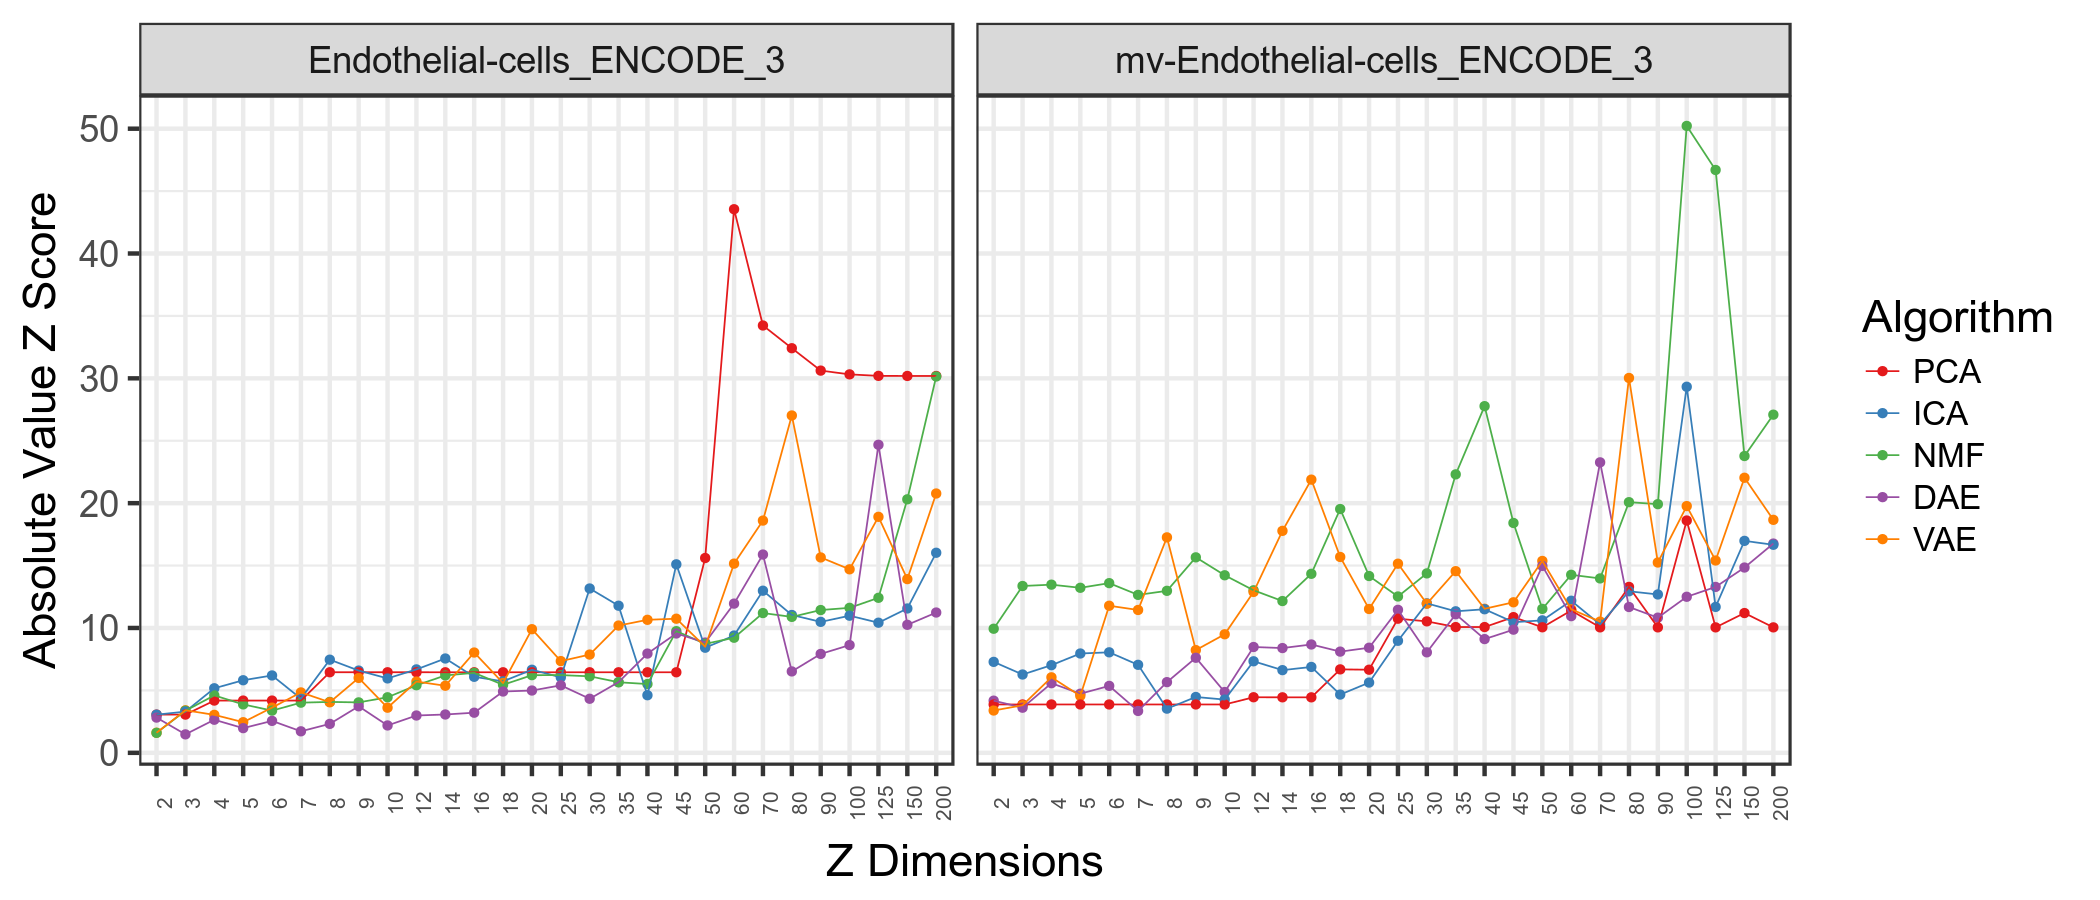 Endothelial-cells_ENCODE_3 mv-Endothelial-cells_ENCODE_3
Absolute Value Z Score
50
40
30
20
10
0
2 3 4 5 6 7 8 9 10 12 14 16 18 20 25 30 35 40 45 50 60 70 80 90 100 125 150 200
2 3 4 5 6 7 8 9 10 12 14 16 18 20 25 30 35 40 45 50 60 70 80 90 100 125 150 200
Z Dimensions
Algorithm
PCA
ICA
NMF
DAE
VAE